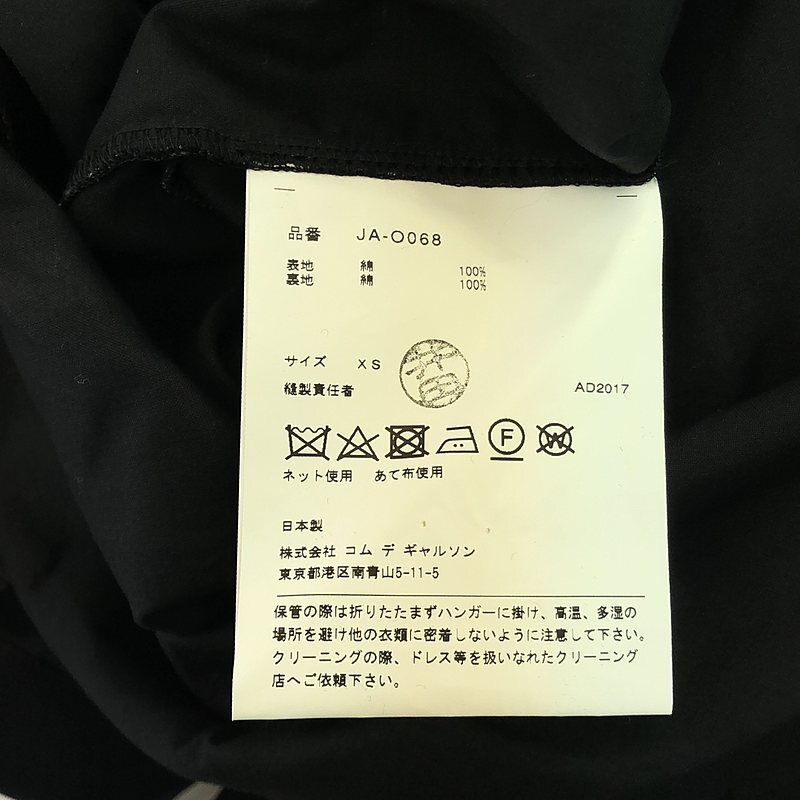 品番 JA-O068
表地 綿 100%
裏地 綿 100%
サイズ XS
縫製責任者 AD2017
F W
ネット使用 あて布使用
日本製
株式会社 コム デ ギャルソン
東京都港区南青山5-11-5
保管の際は折りたたまずハンガーに掛け、高温、多湿の
場所を避け他の衣類に密着しないように注意して下さい。
クリーニングの際、ドレス等を扱いなれたクリーニング
店へご依頼下さい。